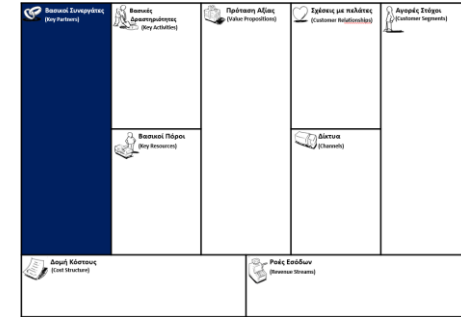 Βασικοί Συνεργάτες
(Key Partners)
Βασικές
Δραστηριότητες
(Key Activities)
Πρόταση Αξίας
(Value Propositions)
Σχέσεις με πελάτες
(Customer Relationships)
Αγορές Στόχοι
(Customer Segments)
Βασικοί Πόροι
(Key Resources)
Δίκτυα
(Channels)
Δομή Κόστους
(Cost Structure)
Ροές Εσόδων
(Revenue Streams)